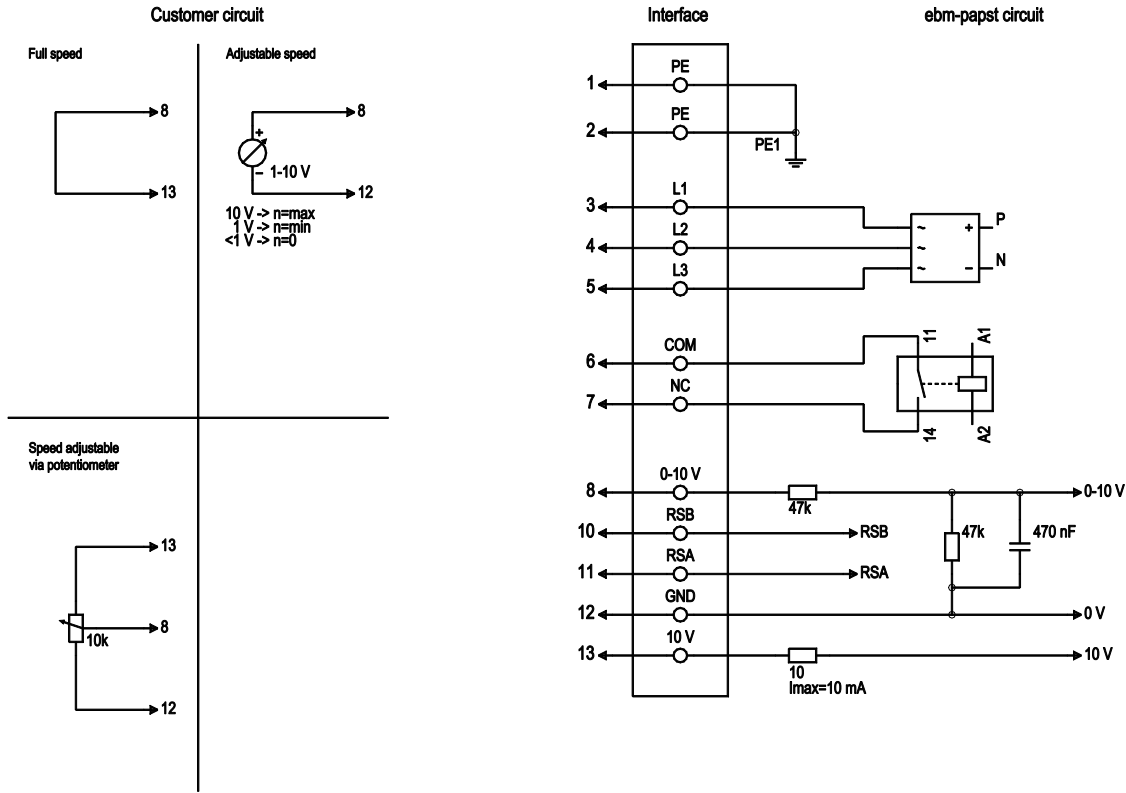 Customer circuit
Interface
ebm-papst circuit
Full speed
8
13
Adjustable speed
8
+
–
1-10 V
12
10 V -> n=max
1 V -> n=min
<1 V -> n=0
Speed adjustable
via potentiometer
13
8
10k
12
1
PE
2
PE
PE1
3
L1
4
L2
5
L3
~
~
~
+
–
P
N
6
COM
7
NC
11
14
A1
A2
8
0-10 V
47k
0-10 V
10
RSB
RSB
47k
470 nF
11
RSA
RSA
12
GND
0 V
13
10 V
10
Imax=10 mA
10 V